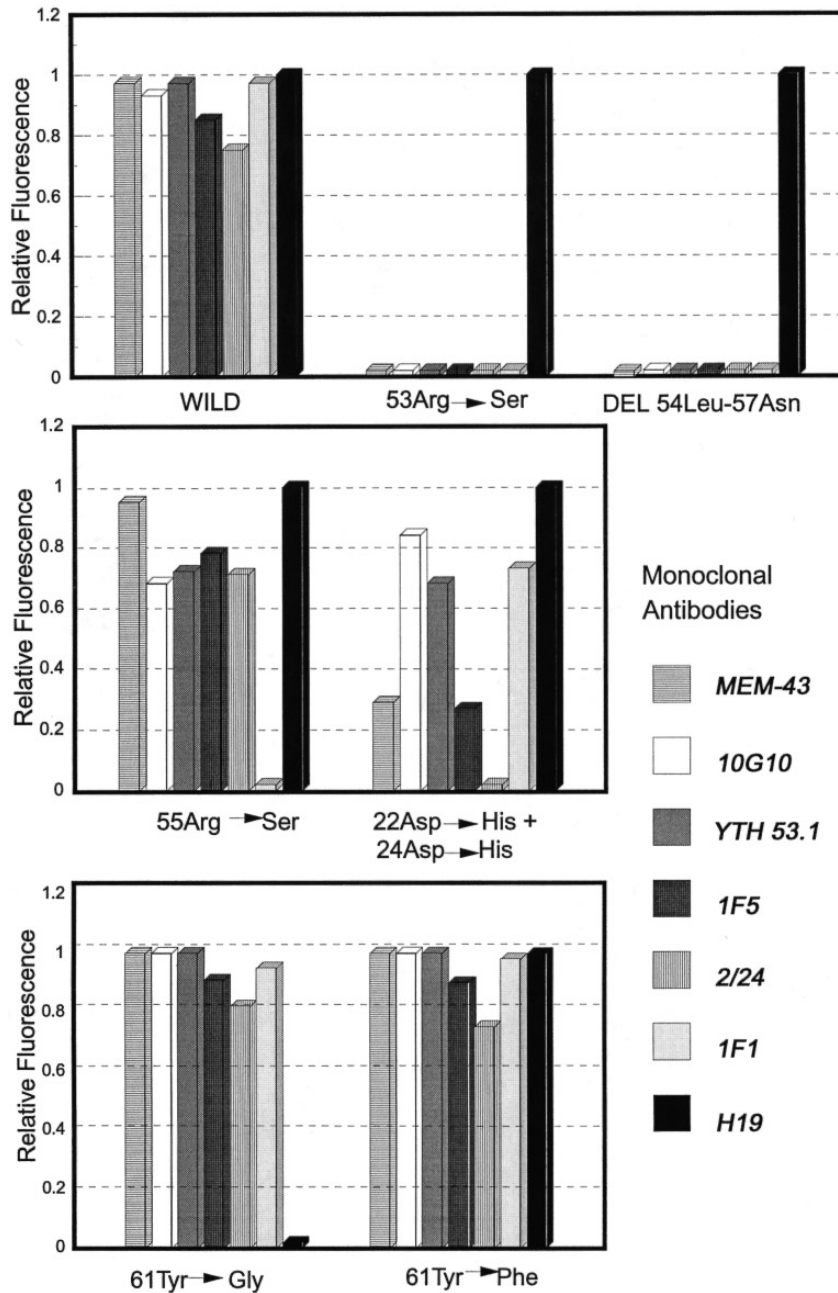 1.2
1
0.8
0.6
0.4
0.2
0
Relative Fluorescence
WILD
53Arg → Ser
DEL 54Leu-57Asn
1.2
1
0.8
0.6
0.4
0.2
0
Relative Fluorescence
55Arg → Ser
22Asp → His +
24Asp → His
Monoclonal
Antibodies
MEM-43
10G10
YTH 53.1
1F5
2/24
1F1
H19
1.2
1
0.8
0.6
0.4
0.2
0
Relative Fluorescence
61Tyr → Gly
61Tyr → Phe